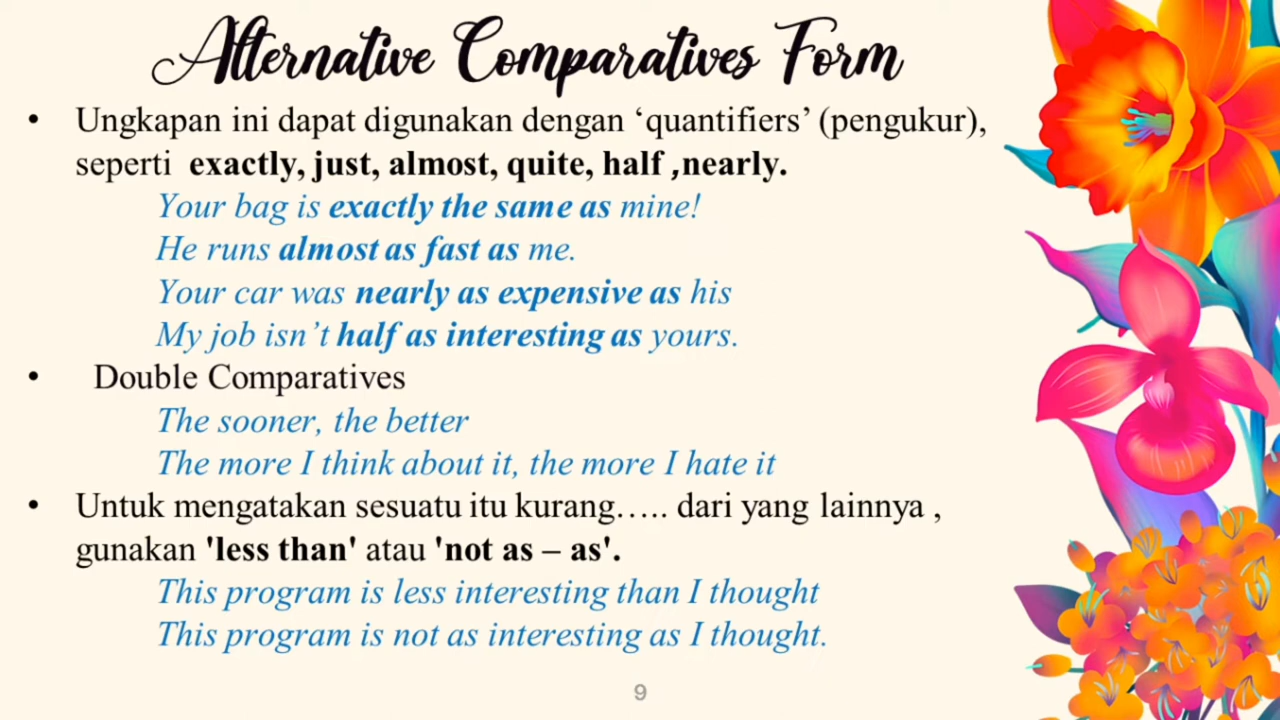 Alternative Comparatives Form
• Ungkapan ini dapat digunakan dengan ‘quantifiers’ (pengukur),
seperti exactly, just, almost, quite, half ,nearly.
Your bag is exactly the same as mine!
He runs almost as fast as me.
Your car was nearly as expensive as his
My job isn’t half as interesting as yours.
• Double Comparatives
The sooner, the better
The more I think about it, the more I hate it
• Untuk mengatakan sesuatu itu kurang….. dari yang lainnya ,
gunakan 'less than' atau 'not as – as'.
This program is less interesting than I thought
This program is not as interesting as I thought.
9